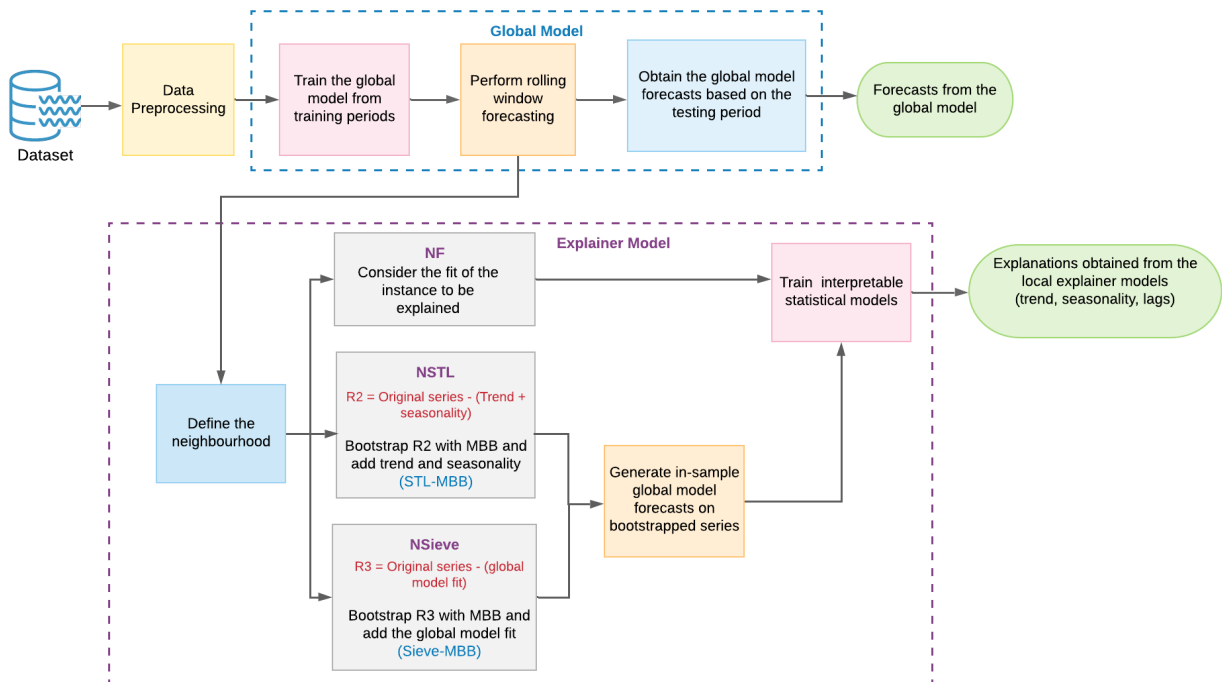 Global Model
Dataset
Data
Preprocessing
Train the global
model from
training periods
Perform rolling
window
forecasting
Obtain the global model
forecasts based on the
testing period
Forecasts from the
global model
Explainer Model
NF
Consider the fit of the
instance to be
explained
Train interpretable
statistical models
Explanations obtained from the
local explainer models
(trend, seasonality, lags)
Define the
neighbourhood
NSTL
R2 = Original series - (Trend +
seasonality)
Bootstrap R2 with MBB and
add trend and seasonality
(STL-MBB)
Generate in-sample
global model
forecasts on
bootstrapped series
NSieve
R3 = Original series - (global
model fit)
Bootstrap R3 with MBB and
add the global model fit
(Sieve-MBB)